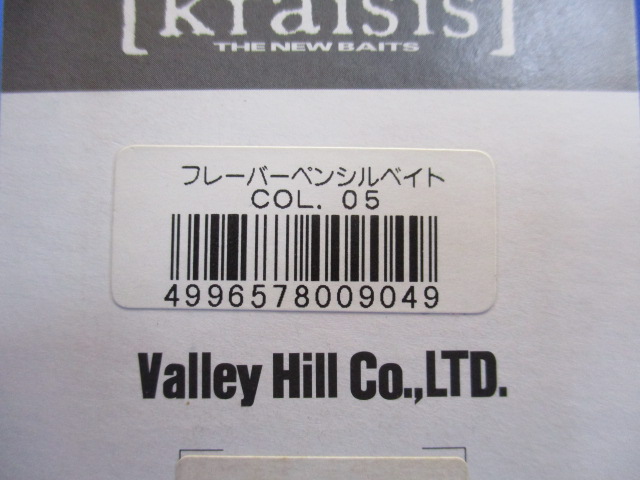 [kraisis]
THE NEW BAITS
フレーバーペンシルベイト
COL. 05
4996578009049
Valley Hill Co.,LTD.